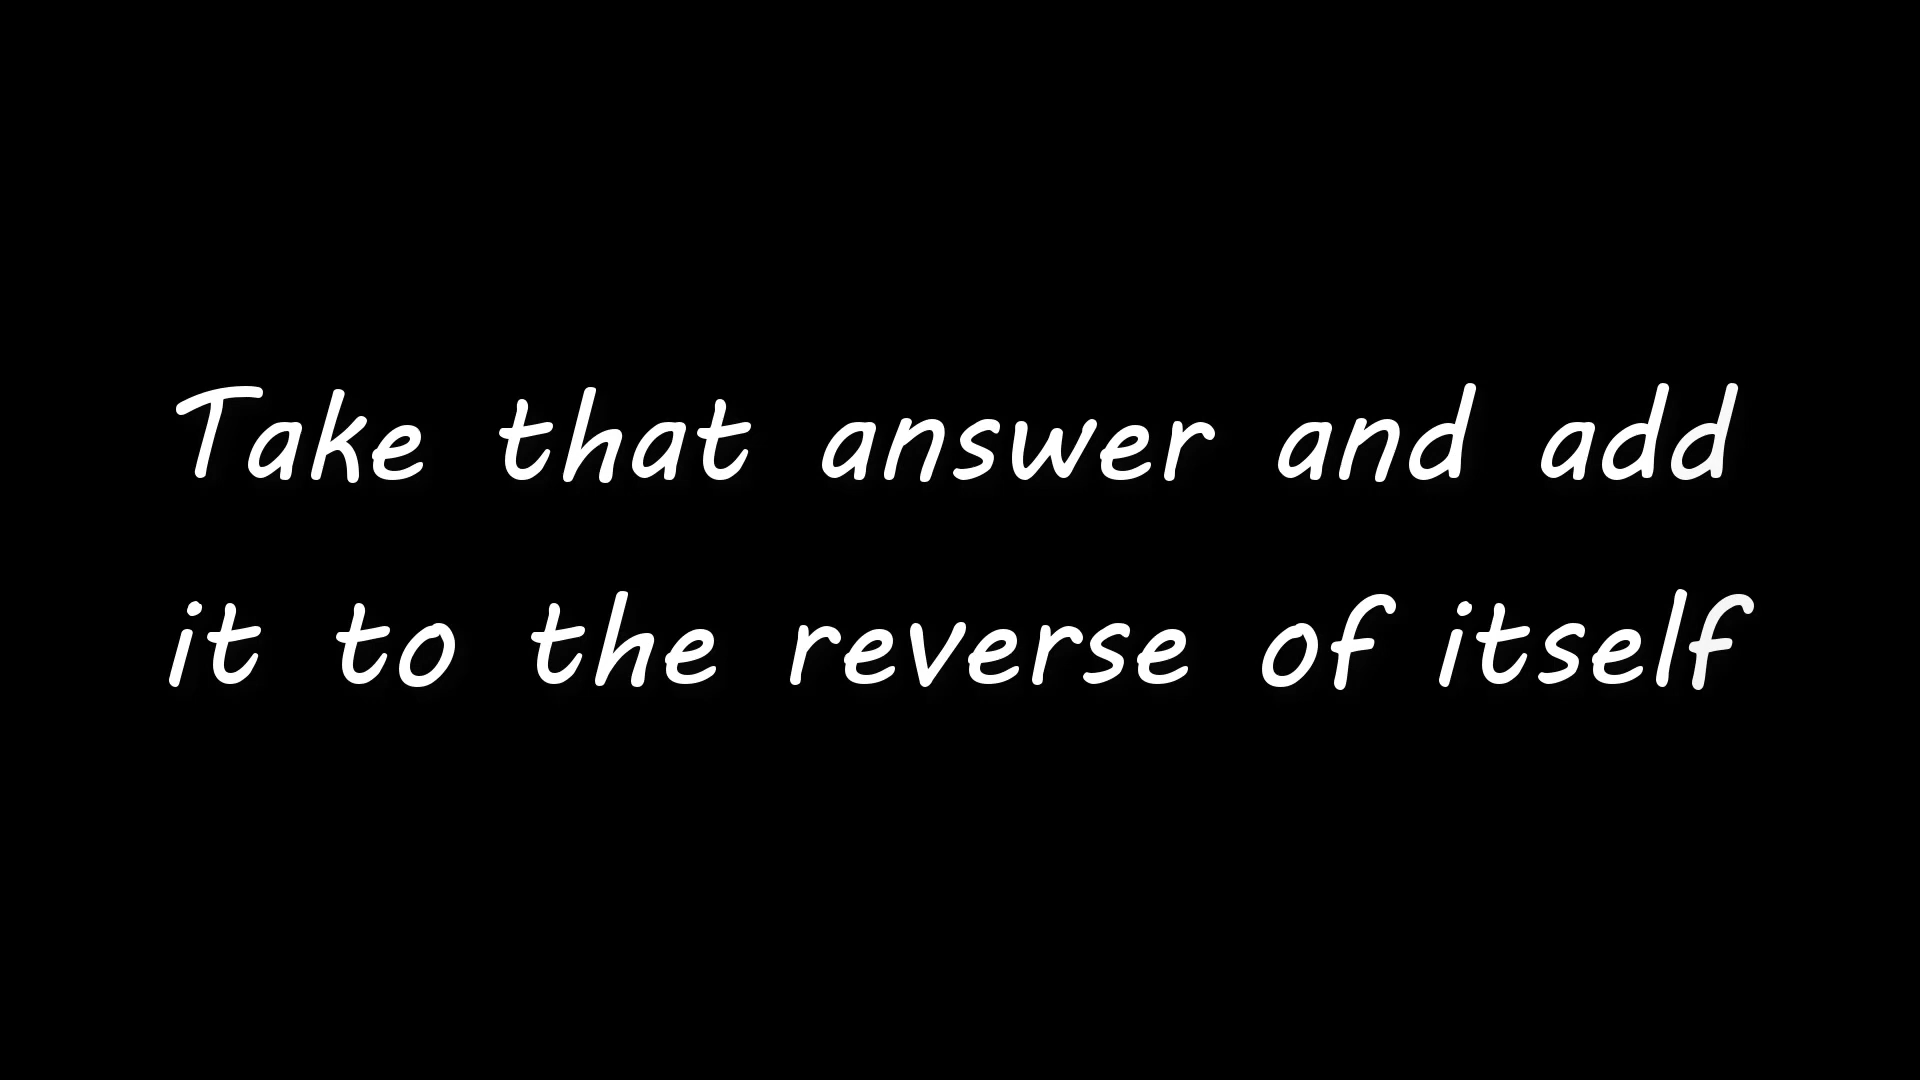 Take that answer and add
it to the reverse of itself